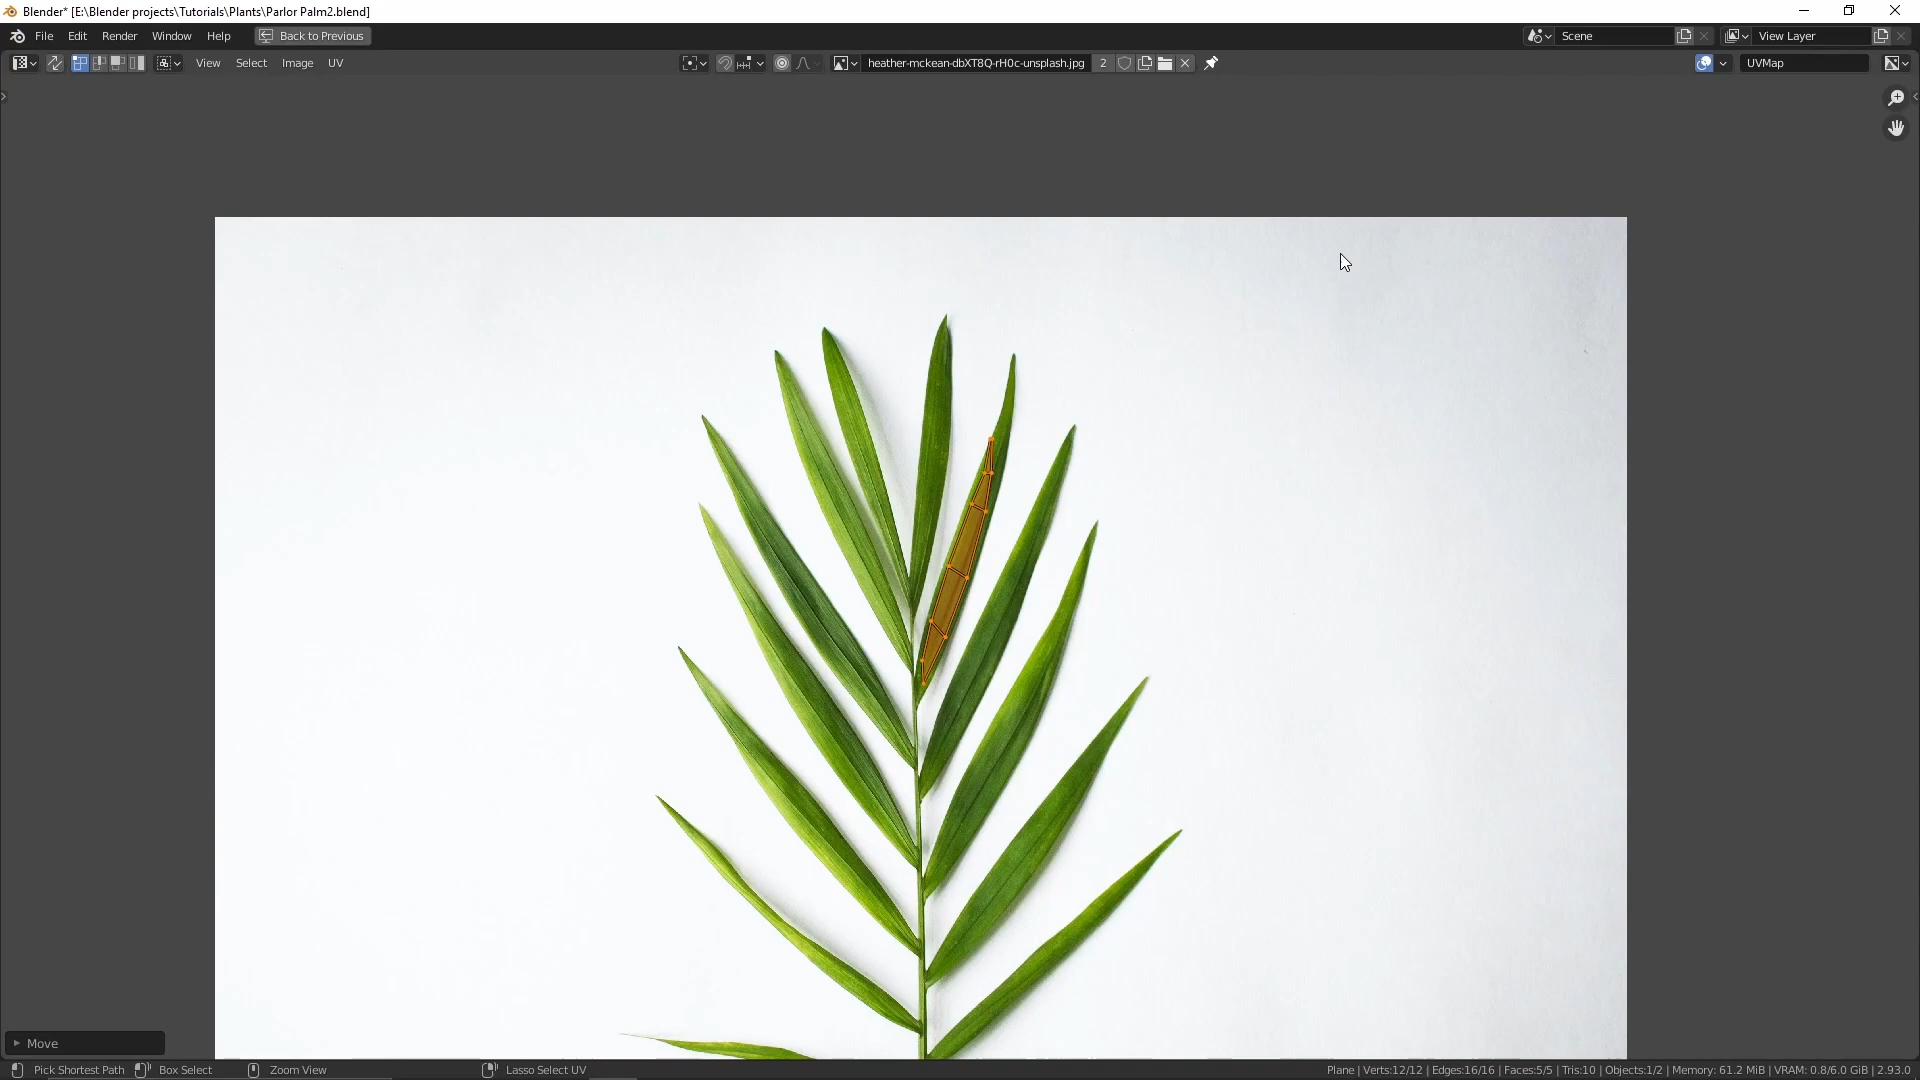 Blender* [E:\Blender projects\Tutorials\Plants\Parlor Palm2.blend]
File Edit Render Window Help Back to Previous Scene View Layer
View Select Image UV heather-mckean-dbXT8Q-rH0c-unsplash.jpg 2 UVMap
Move
Pick Shortest Path Box Select Zoom View Lasso Select UV Plane | Verts:12/12 | Edges:16/16 | Faces:5/5 | Tris:10 | Objects:1/2 | Memory: 61.2 MiB | VRAM: 0.8/6.0 GiB | 2.93.0